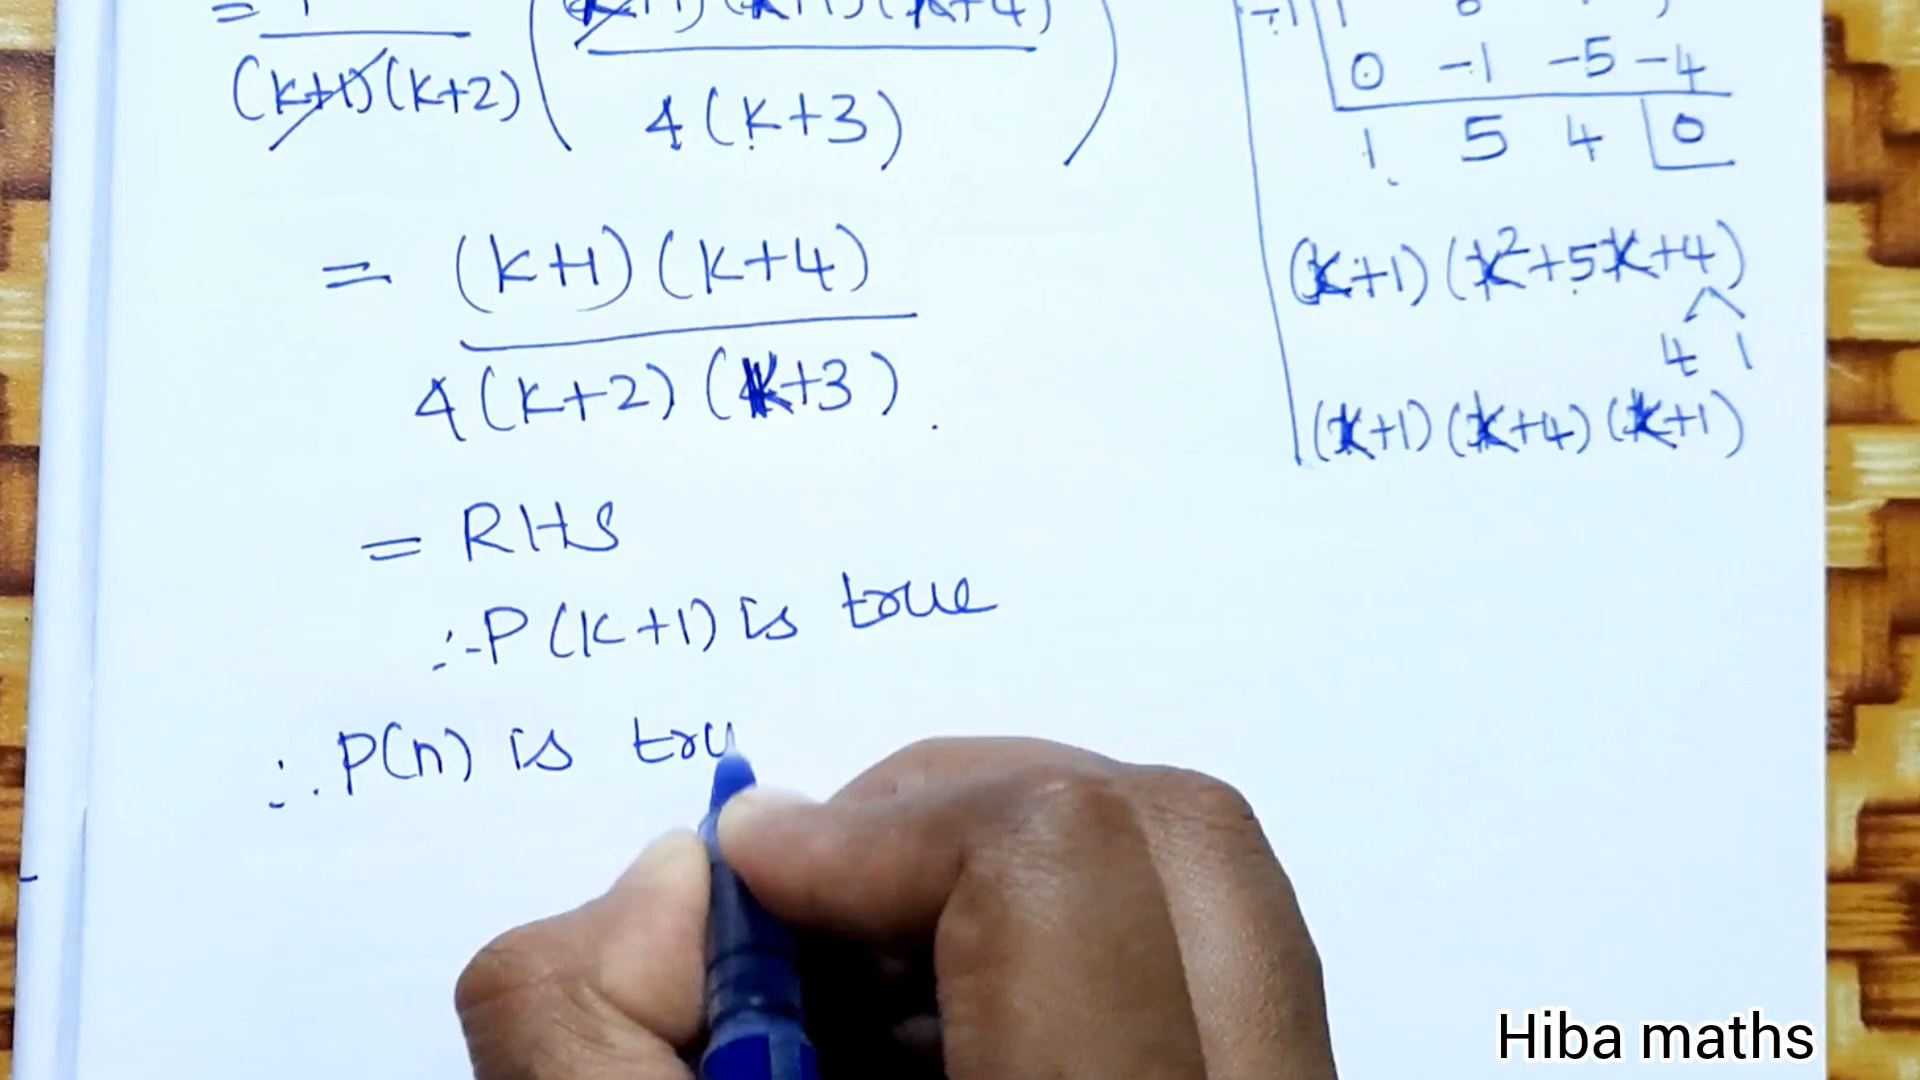 (k+1)(k+2)
4(k+3)
= (k+1)(k+4)
4(k+2)(k+3).
= RHS
∴P(k+1) is true
∴P(n) is tru
-1
0 -1 -5 -4
1 5 4 0
(k+1)(k²+5k+4)
4 1
(k+1)(k+4)(k+1)
Hiba maths